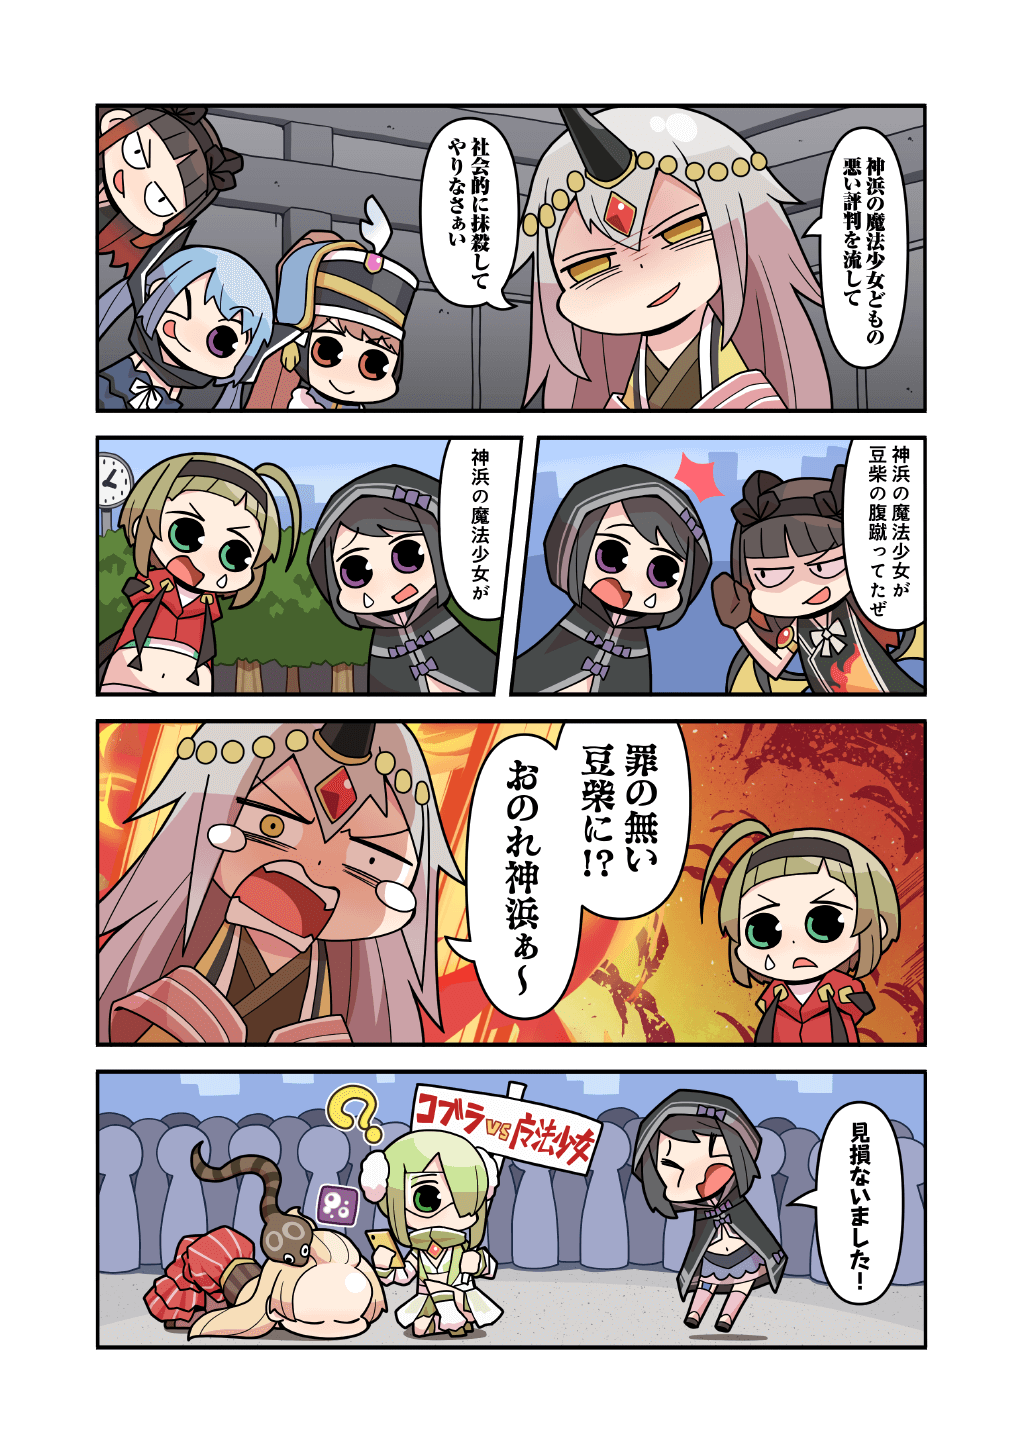 神浜の魔法少女どもの
悪い評判を流して
社会的に抹殺して
やりなさぁい
神浜の魔法少女が
豆柴の腹蹴ってたぜ
神浜の魔法少女が
罪の無い
豆柴に!?
おのれ神浜ぁ～
コブラvs魔法少女
見損ないました！